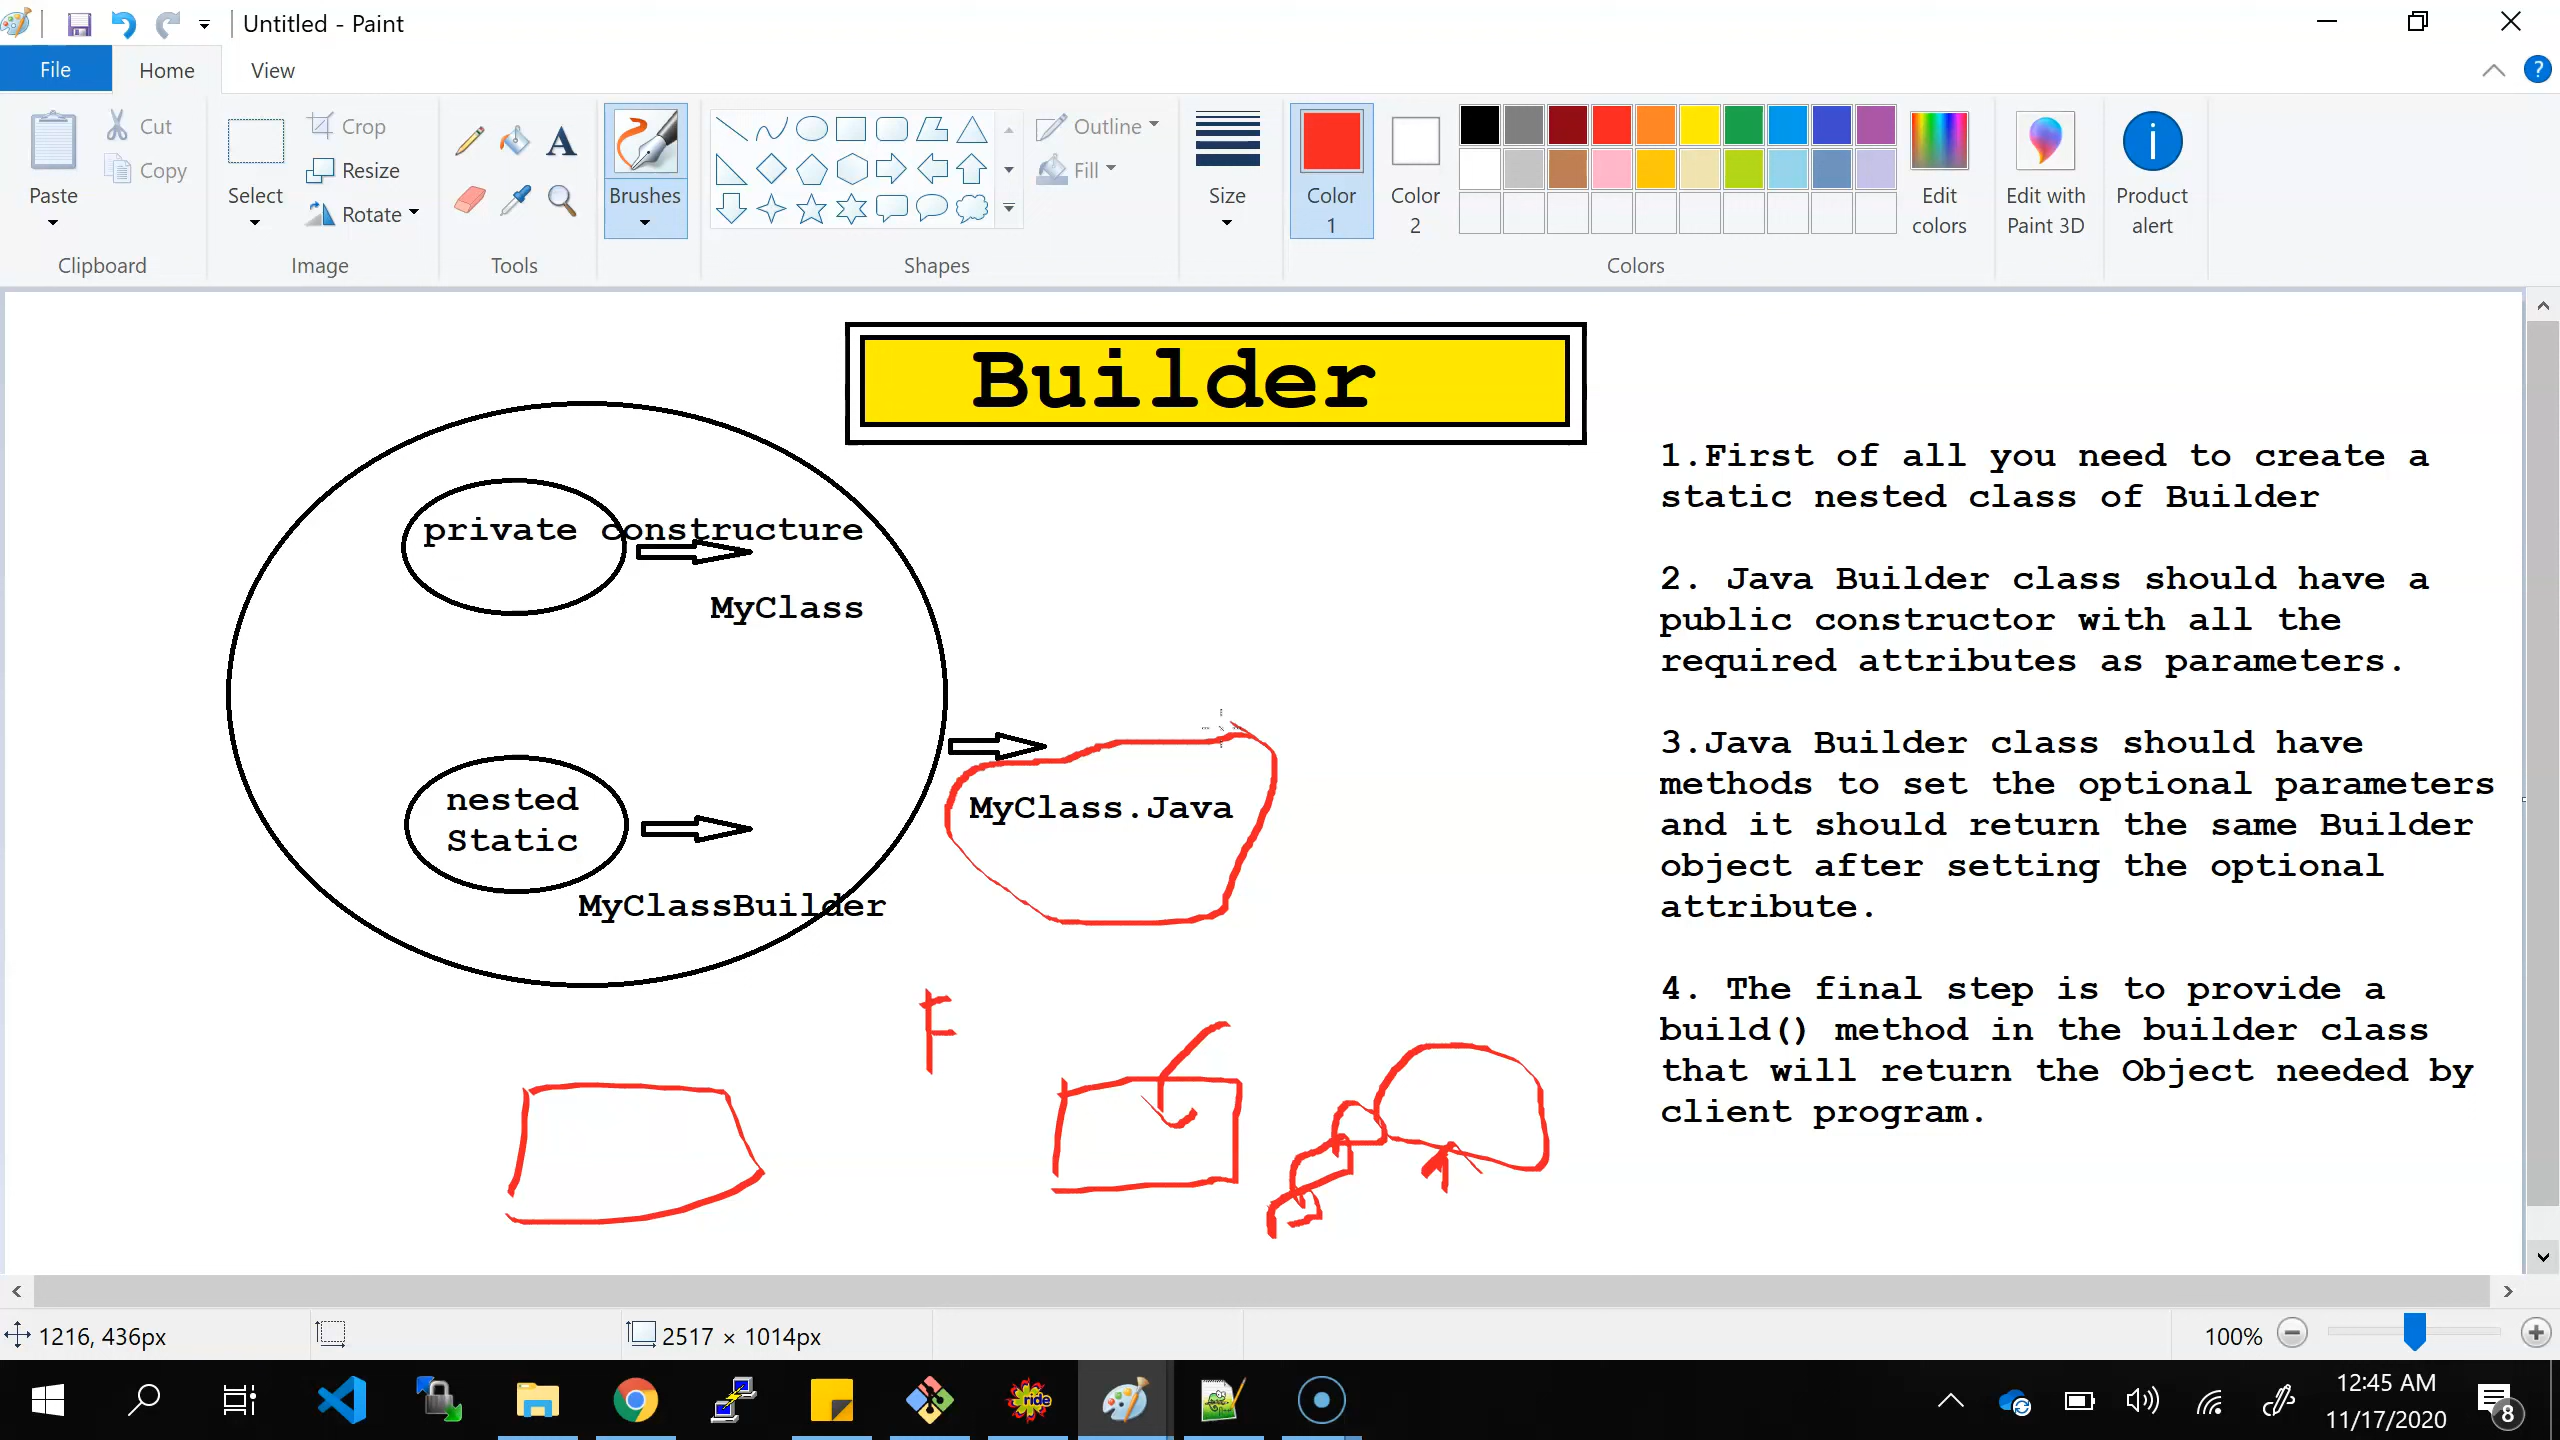 Untitled - Paint
File
Home
View
Paste
Cut
Copy
Clipboard
Select
Crop
Resize
Rotate
Image
A
Tools
Brushes
Shapes
Outline
Fill
Size
Color
1
Color
2
Edit
colors
Colors
Edit with
Paint 3D
i
Product
alert
?
Builder
private constructure
MyClass
nested
Static
MyClassBuilder
MyClass.Java
F
1.First of all you need to create a
static nested class of Builder
2. Java Builder class should have a
public constructor with all the
required attributes as parameters.
3.Java Builder class should have
methods to set the optional parameters
and it should return the same Builder
object after setting the optional
attribute.
4. The final step is to provide a
build() method in the builder class
that will return the Object needed by
client program.
1216, 436px
2517 × 1014px
100%
ride
12:45 AM
11/17/2020
8